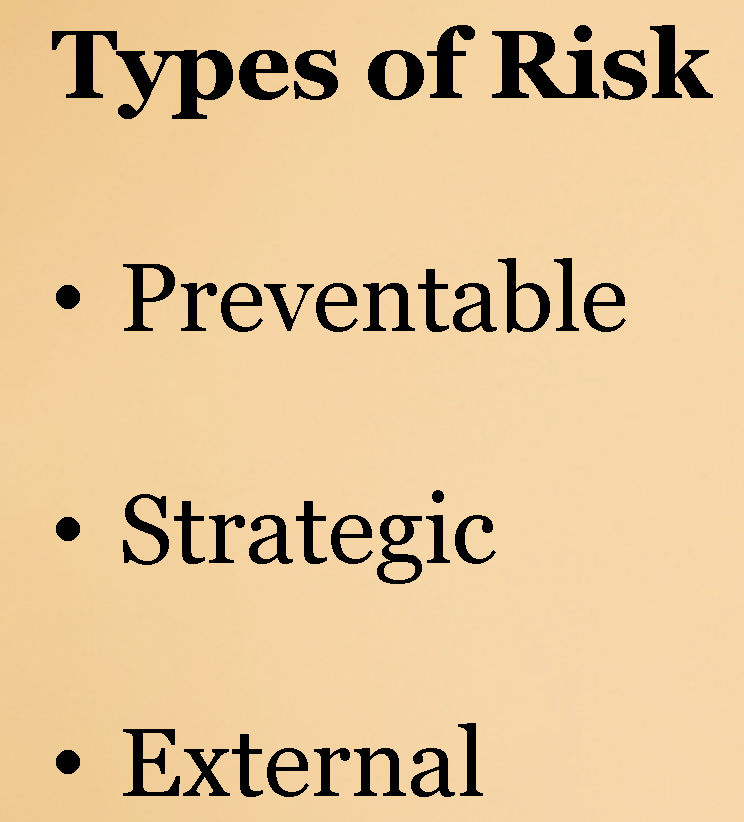 Types of Risk
• Preventable
• Strategic
• External